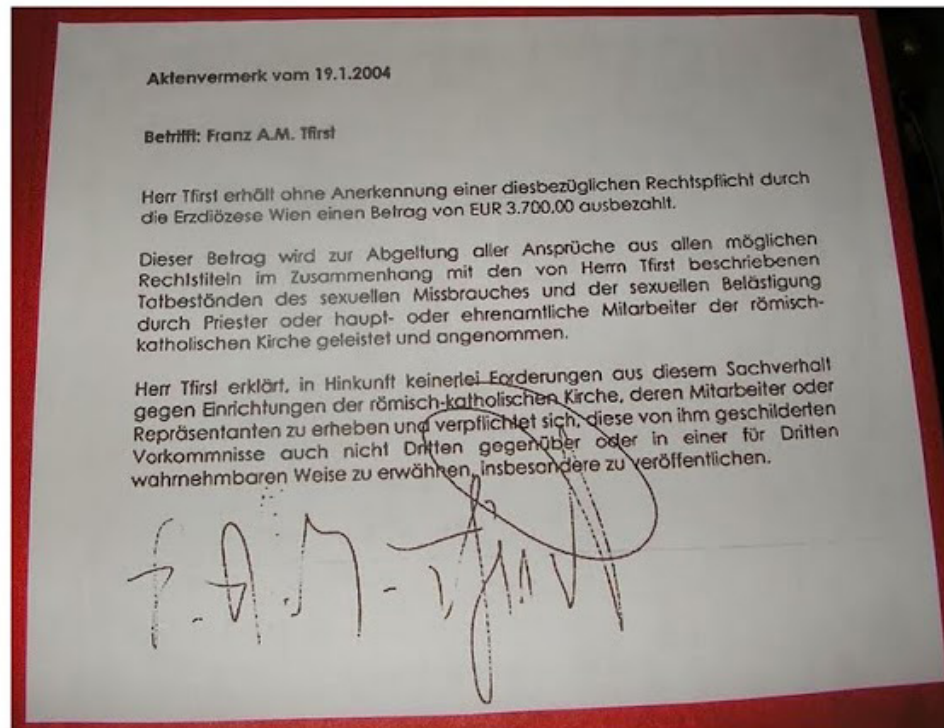 Aktenvermerk vom 19.1.2004
Betrifft: Franz A.M. Tfirst
Herr Tfirst erhält ohne Anerkennung einer diesbezüglichen Rechtspflicht durch
die Erzdiözese Wien einen Betrag von EUR 3.700,00 ausbezahlt.
Dieser Betrag wird zur Abgeltung aller Ansprüche aus allen möglichen
Rechtstiteln im Zusammenhang mit den von Herrn Tfirst beschriebenen
Tatbeständen des sexuellen Missbrauches und der sexuellen Belästigung
durch Priester oder haupt- oder ehrenamtliche Mitarbeiter der römisch-
katholischen Kirche geleistet und angenommen.
Herr Tfirst erklärt, in Hinkunft keinerlei Forderungen aus diesem Sachverhalt
gegen Einrichtungen der römisch-katholischen Kirche, deren Mitarbeiter oder
Repräsentanten zu erheben und verpflichtet sich, diese von ihm geschilderten
Vorkommnisse auch nicht Dritten gegenüber oder in einer für Dritten
wahrnehmbaren Weise zu erwähnen, insbesondere zu veröffentlichen.
F. A. M. - Tfirst